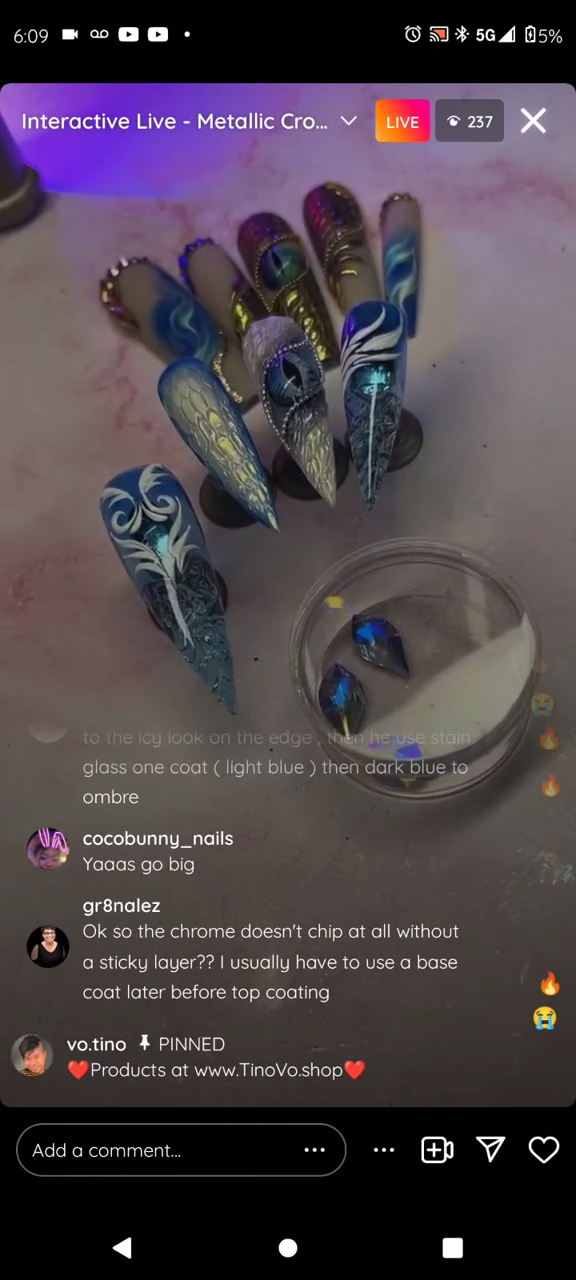 6:09
5G
5%
Interactive Live - Metallic Cro...
LIVE
237
to the icy look on the edge , then he use stain
glass one coat ( light blue ) then dark blue to
ombre
cocobunny_nails
Yaaas go big
gr8nalez
Ok so the chrome doesn't chip at all without
a sticky layer?? I usually have to use a base
coat later before top coating
vo.tino PINNED
❤️Products at www.TinoVo.shop❤️
Add a comment...